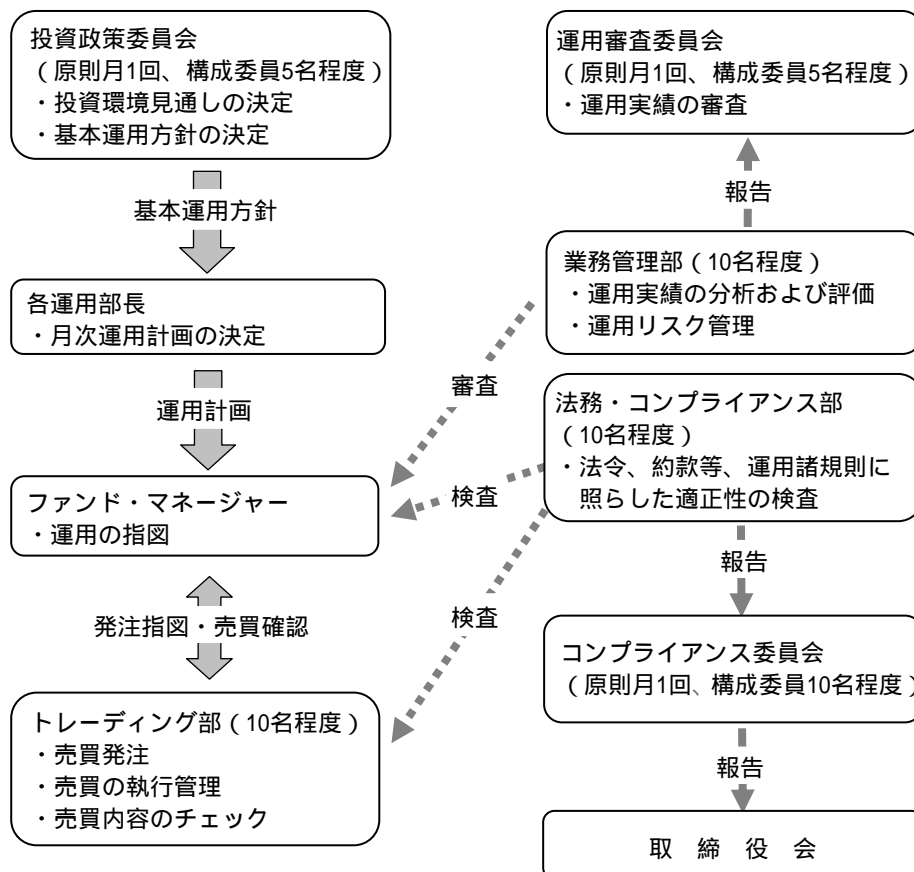 投資政策委員会
（原則月1回、構成委員5名程度）
・投資環境見通しの決定
・基本運用方針の決定
基本運用方針
各運用部長
・月次運用計画の決定
運用計画
ファンド・マネージャー
・運用の指図
発注指図・売買確認
トレーディング部（10名程度）
・売買発注
・売買の執行管理
・売買内容のチェック
審査
検査
検査
運用審査委員会
（原則月1回、構成委員5名程度）
・運用実績の審査
報告
業務管理部（10名程度）
・運用実績の分析および評価
・運用リスク管理
法務・コンプライアンス部
（10名程度）
・法令、約款等、運用諸規則に
照らした適正性の検査
報告
コンプライアンス委員会
（原則月1回、構成委員10名程度）
報告
取　締　役　会